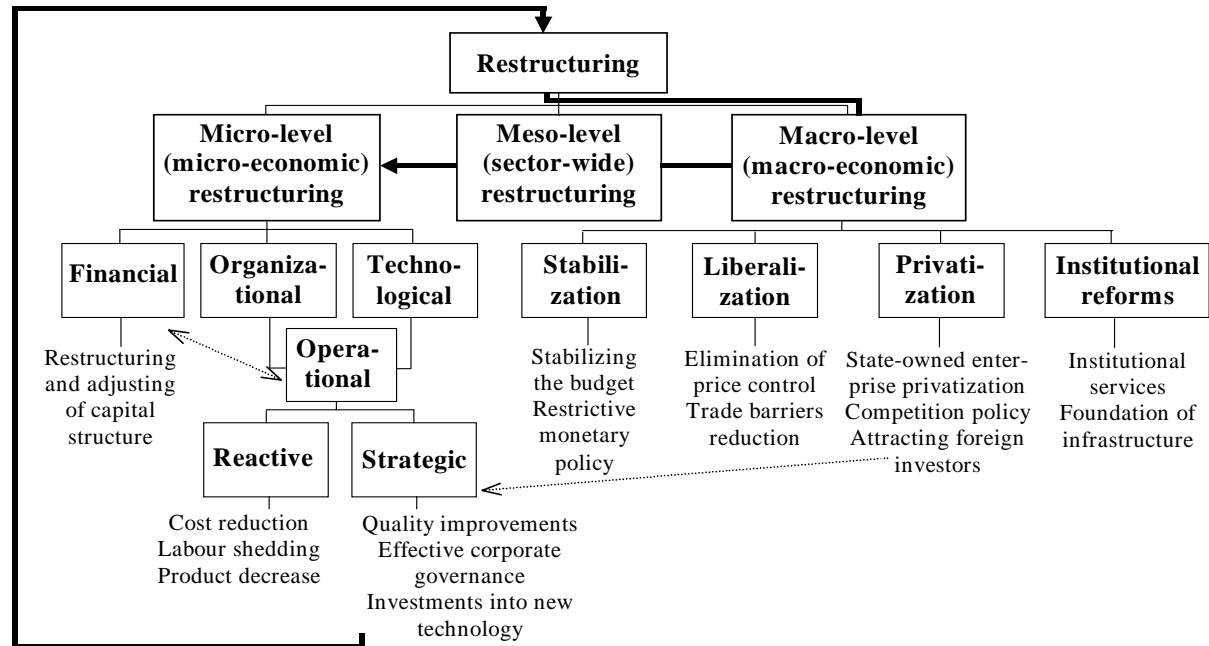 Restructuring
Micro-level
(micro-economic)
restructuring
Meso-level
(sector-wide)
restructuring
Macro-level
(macro-economic)
restructuring
Financial
Organiza-
tional
Techno-
logical
Stabili-
zation
Liberali-
zation
Privati-
zation
Institutional
reforms
Restructuring
and adjusting
of capital
structure
Opera-
tional
Stabilizing
the budget
Restrictive
monetary
policy
Elimination of
price control
Trade barriers
reduction
State-owned enter-
prise privatization
Competition policy
Attracting foreign
investors
Institutional
services
Foundation of
infrastructure
Reactive
Strategic
Cost reduction
Labour shedding
Product decrease
Quality improvements
Effective corporate
governance
Investments into new
technology